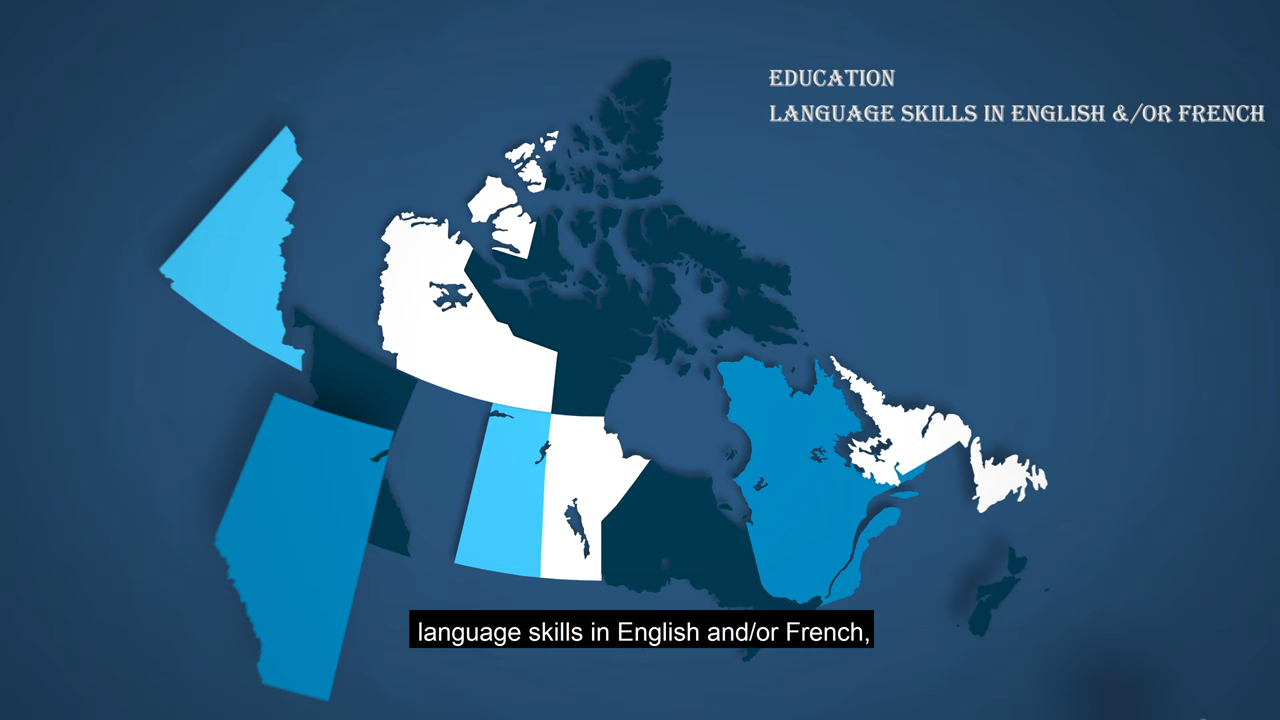 EDUCATION
LANGUAGE SKILLS IN ENGLISH &/OR FRENCH
language skills in English and/or French,